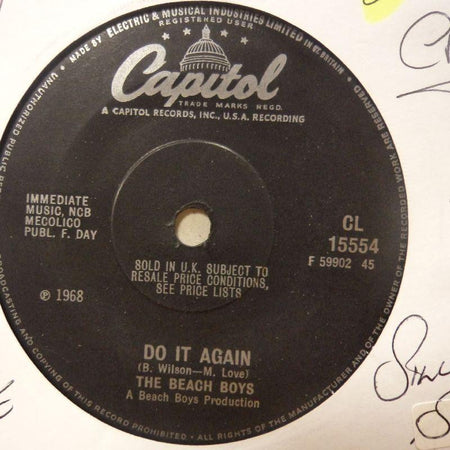 MADE BY ELECTRIC & MUSICAL INDUSTRIES LIMITED IN GT. BRITAIN
REGISTERED USER
Capitol
TRADE MARKS REGD.
A CAPITOL RECORDS, INC., U.S.A. RECORDING
IMMEDIATE
MUSIC, NCB
MECOLICO
PUBL. F. DAY
CL
15554
F 59902 45
SOLD IN U.K. SUBJECT TO
RESALE PRICE CONDITIONS,
SEE PRICE LISTS
℗ 1968
DO IT AGAIN
(B. Wilson—M. Love)
THE BEACH BOYS
A Beach Boys Production
UNAUTHORIZED PUBLIC
BROADCASTING AND COPYING OF THIS RECORD PROHIBITED · ALL RIGHTS OF THE MANUFACTURER AND OF THE OWNER OF THE RECORDED WORK ARE RESERVED